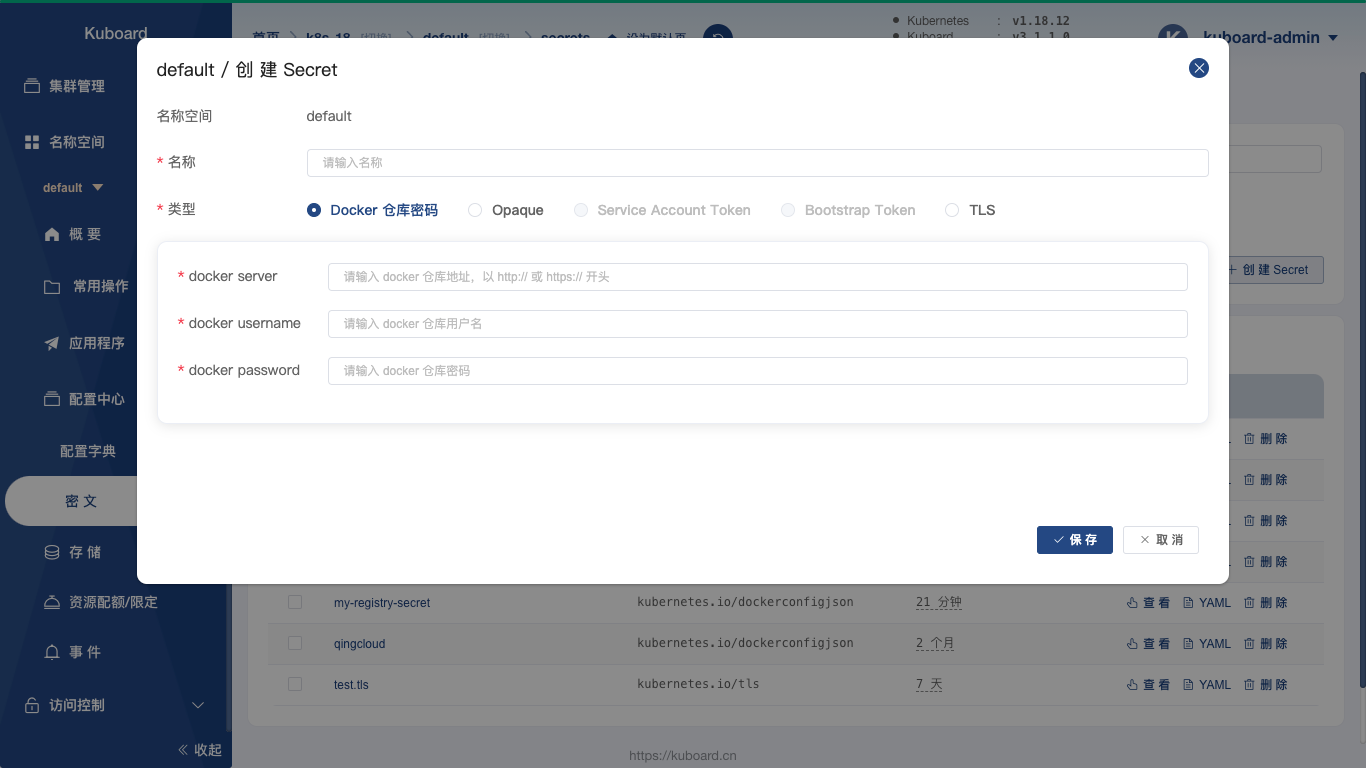 Kuboard
首页 k8s-18 [切换] default [切换] secrets 设为默认页
Kubernetes : v1.18.12
Kuboard : v3.1.1.0
kuboard-admin
集群管理
名称空间
default
概 要
常用操作
应用程序
配置中心
配置字典
密 文
存 储
资源配额/限定
事 件
访问控制
收起
default / 创 建 Secret
名称空间 default
* 名称 请输入名称
* 类型 Docker 仓库密码 Opaque Service Account Token Bootstrap Token TLS
* docker server 请输入 docker 仓库地址，以 http:// 或 https:// 开头
* docker username 请输入 docker 仓库用户名
* docker password 请输入 docker 仓库密码
保 存 取 消
创 建 Secret
删 除
删 除
删 除
删 除
my-registry-secret kubernetes.io/dockerconfigjson 21 分钟 查 看 YAML 删 除
qingcloud kubernetes.io/dockerconfigjson 2 个月 查 看 YAML 删 除
test.tls kubernetes.io/tls 7 天 查 看 YAML 删 除
https://kuboard.cn